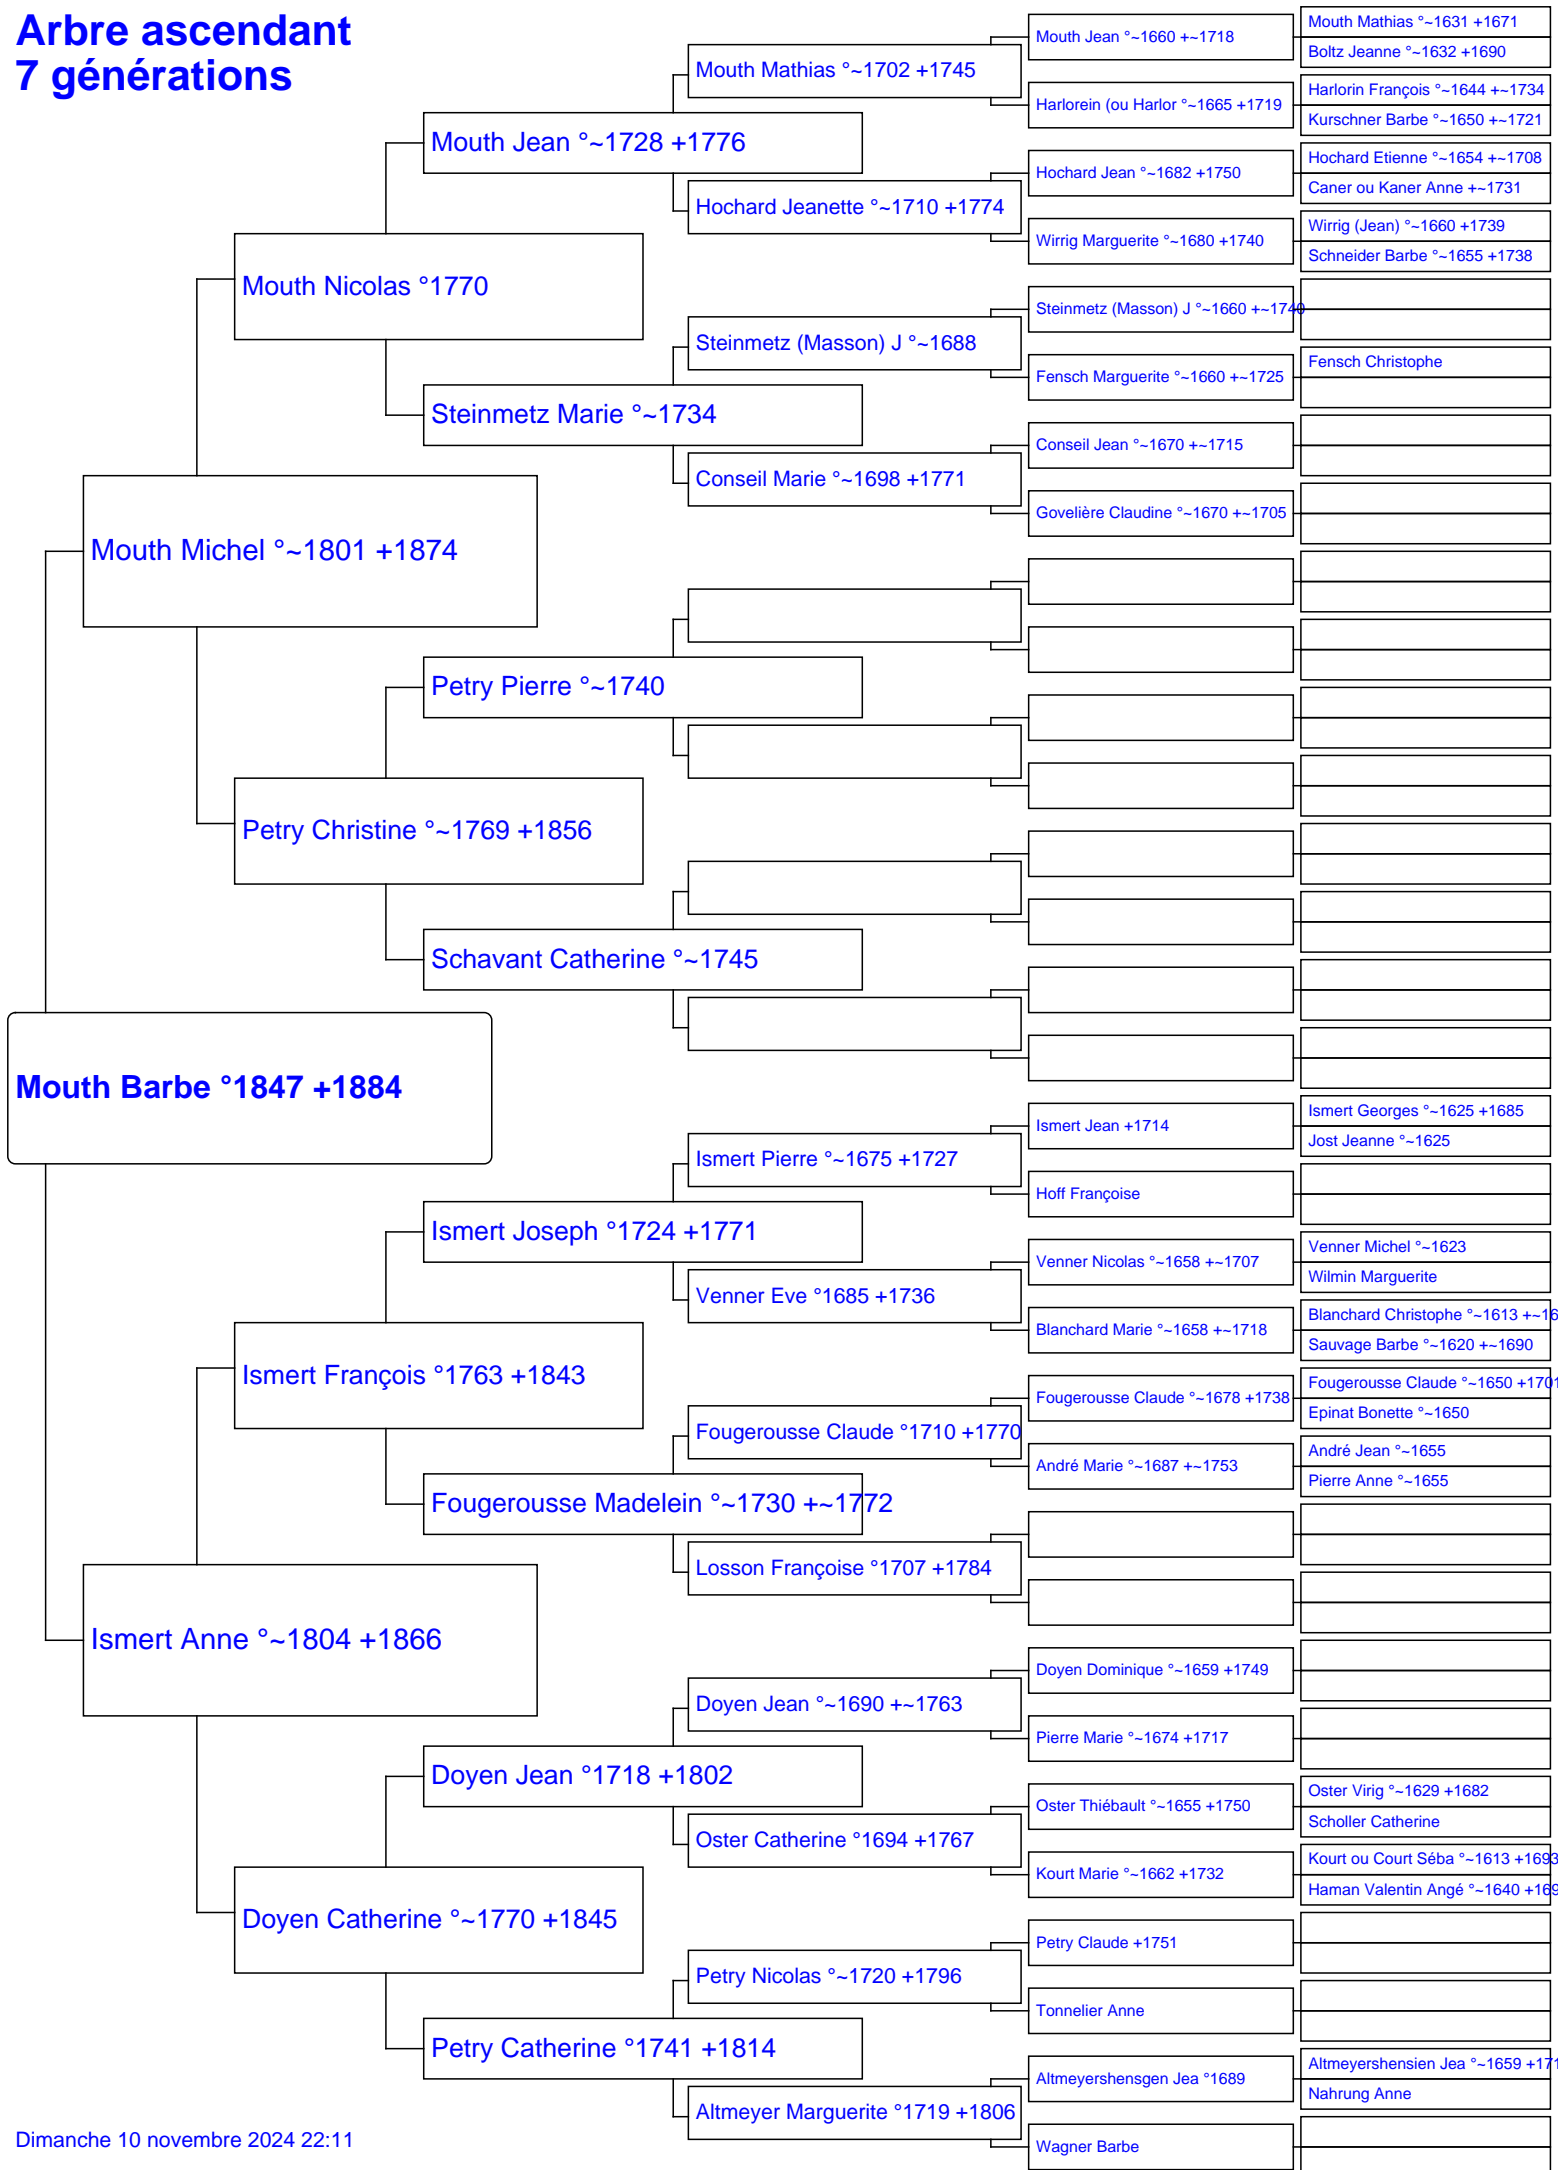 Arbre ascendant
7 générations
Mouth Barbe °1847 +1884
Mouth Michel °~1801 +1874
Ismert Anne °~1804 +1866
Mouth Nicolas °1770
Petry Christine °~1769 +1856
Ismert François °1763 +1843
Doyen Catherine °~1770 +1845
Mouth Jean °~1728 +1776
Steinmetz Marie °~1734
Petry Pierre °~1740
Schavant Catherine °~1745
Ismert Joseph °1724 +1771
Fougerousse Madelein °~1730 +~1772
Doyen Jean °1718 +1802
Petry Catherine °1741 +1814
Mouth Mathias °~1702 +1745
Hochard Jeanette °~1710 +1774
Steinmetz (Masson) J °~1688
Conseil Marie °~1698 +1771
Ismert Pierre °~1675 +1727
Venner Eve °1685 +1736
Fougerousse Claude °1710 +1770
Losson Françoise °1707 +1784
Doyen Jean °~1690 +~1763
Oster Catherine °1694 +1767
Petry Nicolas °~1720 +1796
Altmeyer Marguerite °1719 +1806
Mouth Jean °~1660 +~1718
Harlorein (ou Harlor °~1665 +1719
Hochard Jean °~1682 +1750
Wirrig Marguerite °~1680 +1740
Steinmetz (Masson) J °~1660 +~1740
Fensch Marguerite °~1660 +~1725
Conseil Jean °~1670 +~1715
Govelière Claudine °~1670 +~1705
Ismert Jean +1714
Hoff Françoise
Venner Nicolas °~1658 +~1707
Blanchard Marie °~1658 +~1718
Fougerousse Claude °~1678 +1738
André Marie °~1687 +~1753
Doyen Dominique °~1659 +1749
Pierre Marie °~1674 +1717
Oster Thiébault °~1655 +1750
Kourt Marie °~1662 +1732
Petry Claude +1751
Tonnelier Anne
Altmeyershensgen Jea °1689
Wagner Barbe
Mouth Mathias °~1631 +1671
Boltz Jeanne °~1632 +1690
Harlorin François °~1644 +~1734
Kurschner Barbe °~1650 +~1721
Hochard Etienne °~1654 +~1708
Caner ou Kaner Anne +~1731
Wirrig (Jean) °~1660 +1739
Schneider Barbe °~1655 +1738
Fensch Christophe
Ismert Georges °~1625 +1685
Jost Jeanne °~1625
Venner Michel °~1623
Wilmin Marguerite
Blanchard Christophe °~1613 +~16
Sauvage Barbe °~1620 +~1690
Fougerousse Claude °~1650 +1701
Epinat Bonette °~1650
André Jean °~1655
Pierre Anne °~1655
Oster Virig °~1629 +1682
Scholler Catherine
Kourt ou Court Séba °~1613 +1693
Haman Valentin Angé °~1640 +169
Altmeyershensien Jea °~1659 +171
Nahrung Anne
Dimanche 10 novembre 2024 22:11